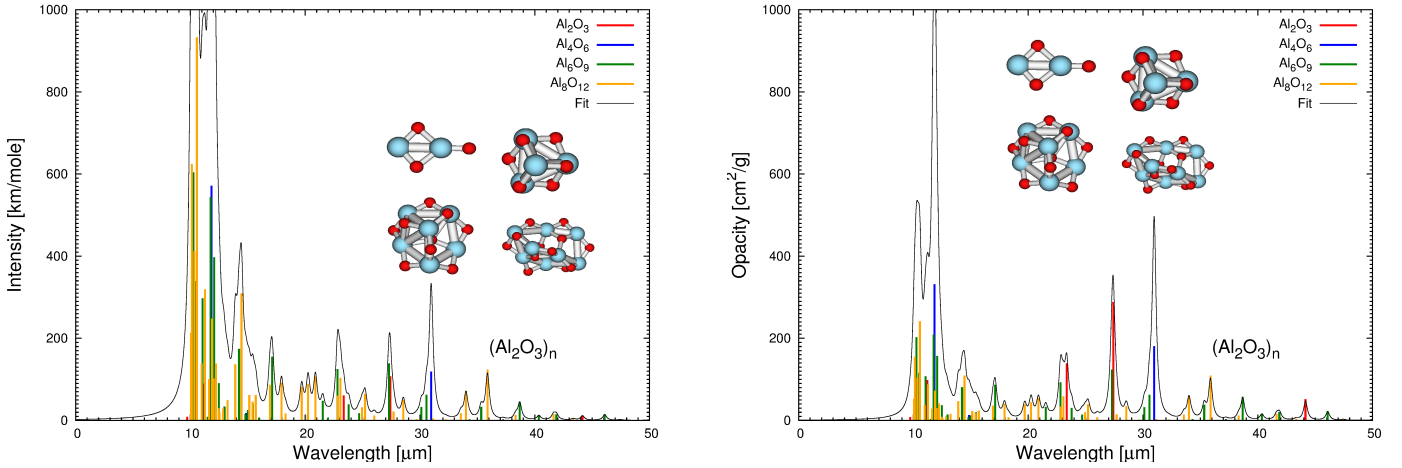 1000
800
600
400
200
0
Intensity [km/mole]
Al₂O₃
Al₄O₆
Al₆O₉
Al₈O₁₂
Fit
(Al₂O₃)ₙ
0 10 20 30 40 50
Wavelength [μm]
1000
800
600
400
200
0
Opacity [cm²/g]
Al₂O₃
Al₄O₆
Al₆O₉
Al₈O₁₂
Fit
(Al₂O₃)ₙ
0 10 20 30 40 50
Wavelength [μm]